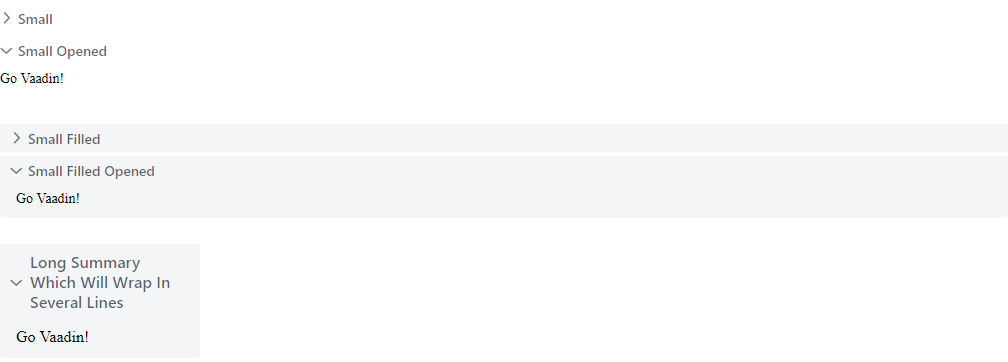 Small
Small Opened
Go Vaadin!
Small Filled
Small Filled Opened
Go Vaadin!
Long Summary
Which Will Wrap In
Several Lines
Go Vaadin!